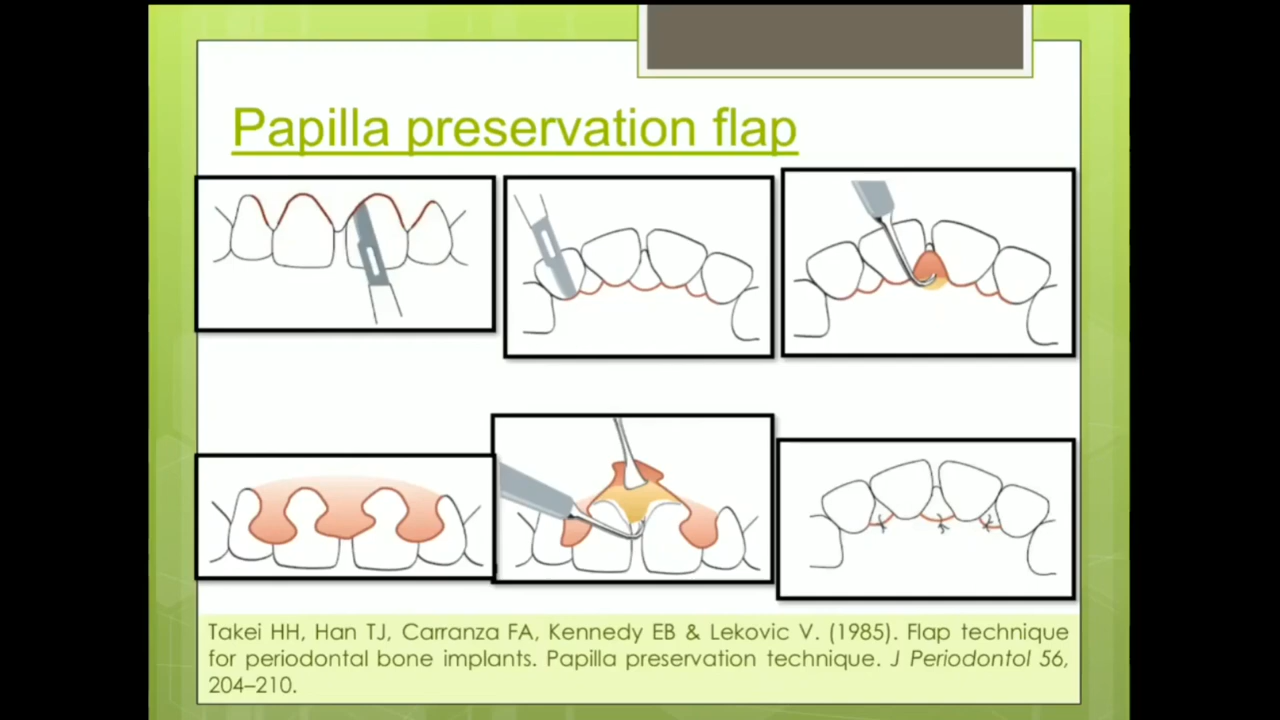 Papilla preservation flap
Takei HH, Han TJ, Carranza FA, Kennedy EB & Lekovic V. (1985). Flap technique
for periodontal bone implants. Papilla preservation technique. J Periodontol 56,
204–210.